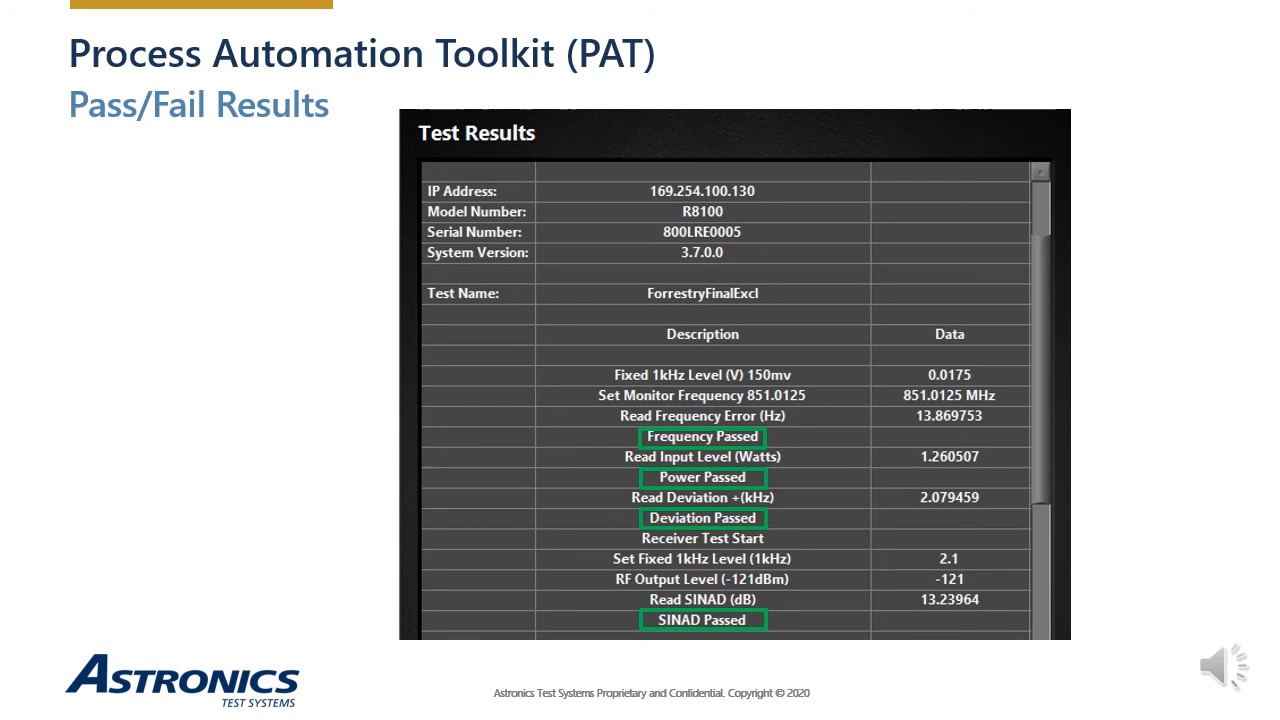 Process Automation Toolkit (PAT)
Pass/Fail Results
Test Results
IP Address: 169.254.100.130
Model Number: R8100
Serial Number: 800LRE0005
System Version: 3.7.0.0
Test Name: ForrestryFinalExcl
Description Data
Fixed 1kHz Level (V) 150mv 0.0175
Set Monitor Frequency 851.0125 851.0125 MHz
Read Frequency Error (Hz) 13.869753
Frequency Passed
Read Input Level (Watts) 1.260507
Power Passed
Read Deviation +(kHz) 2.079459
Deviation Passed
Receiver Test Start
Set Fixed 1kHz Level (1kHz) 2.1
RF Output Level (-121dBm) -121
Read SINAD (dB) 13.23964
SINAD Passed
ASTRONICS
TEST SYSTEMS
Astronics Test Systems Proprietary and Confidential. Copyright © 2020